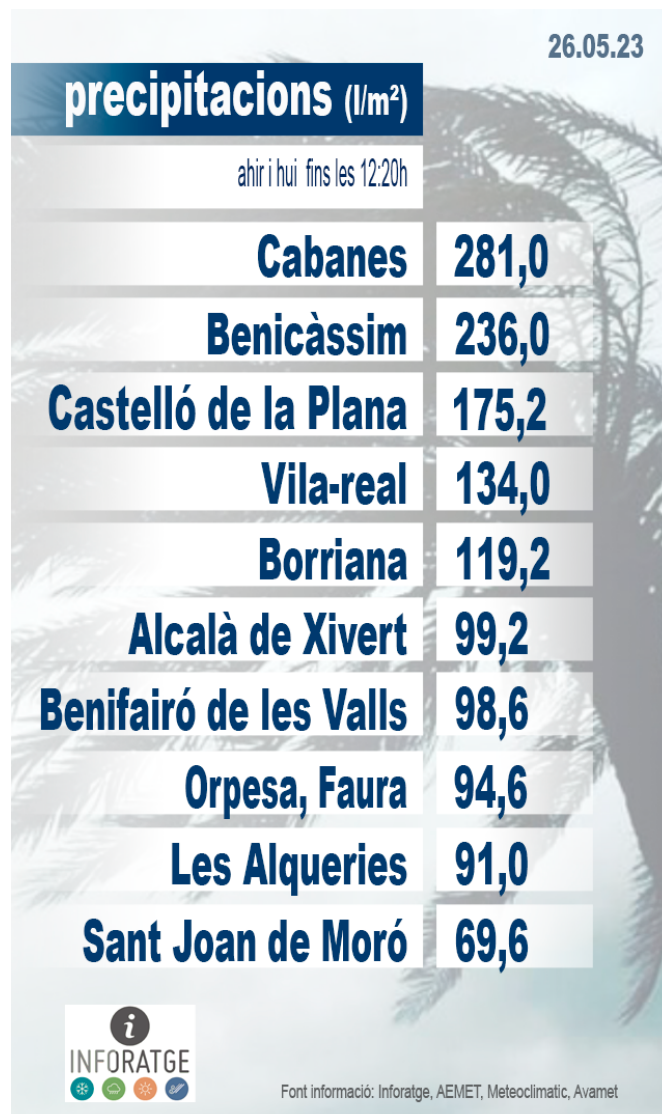 26.05.23
precipitacions (l/m²)
ahir i hui fins les 12:20h
Cabanes 281,0
Benicàssim 236,0
Castelló de la Plana 175,2
Vila-real 134,0
Borriana 119,2
Alcalà de Xivert 99,2
Benifairó de les Valls 98,6
Orpesa, Faura 94,6
Les Alqueries 91,0
Sant Joan de Moró 69,6
i
INFORATGE
Font informació: Inforatge, AEMET, Meteoclimatic, Avamet